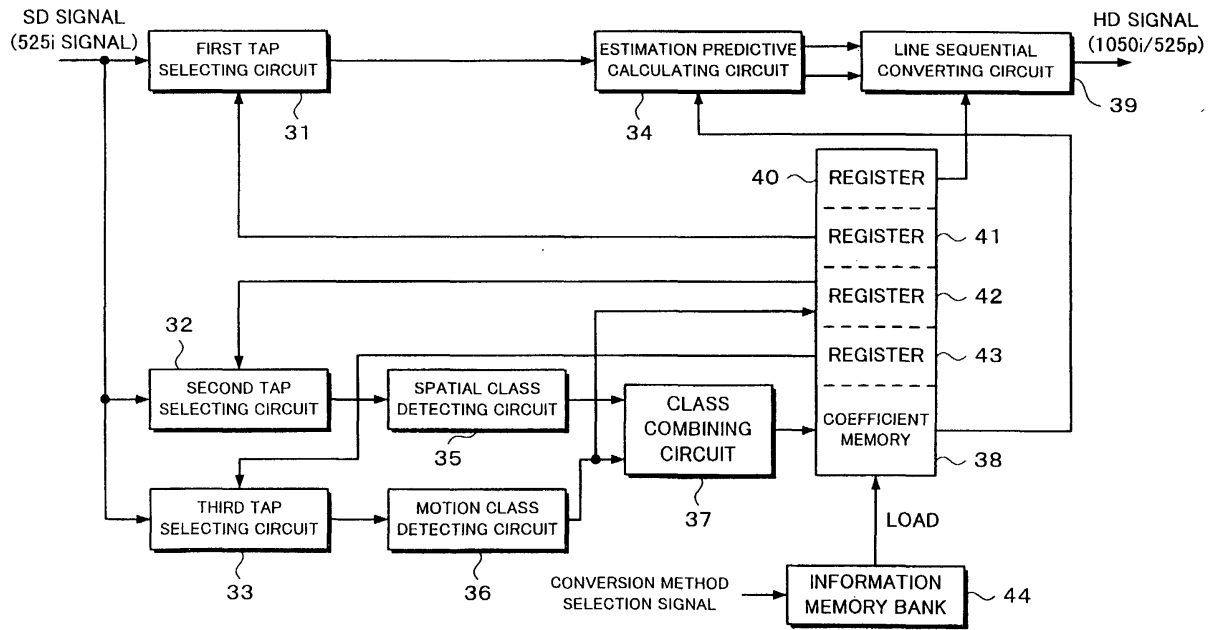 SD SIGNAL
(525i SIGNAL)
FIRST TAP
SELECTING CIRCUIT
31
ESTIMATION PREDICTIVE
CALCULATING CIRCUIT
34
LINE SEQUENTIAL
CONVERTING CIRCUIT
39
HD SIGNAL
(1050i/525p)
40
REGISTER
REGISTER
41
REGISTER
42
REGISTER
43
COEFFICIENT
MEMORY
38
32
SECOND TAP
SELECTING CIRCUIT
SPATIAL CLASS
DETECTING CIRCUIT
35
CLASS
COMBINING
CIRCUIT
37
THIRD TAP
SELECTING CIRCUIT
33
MOTION CLASS
DETECTING CIRCUIT
36
LOAD
CONVERSION METHOD
SELECTION SIGNAL
INFORMATION
MEMORY BANK
44